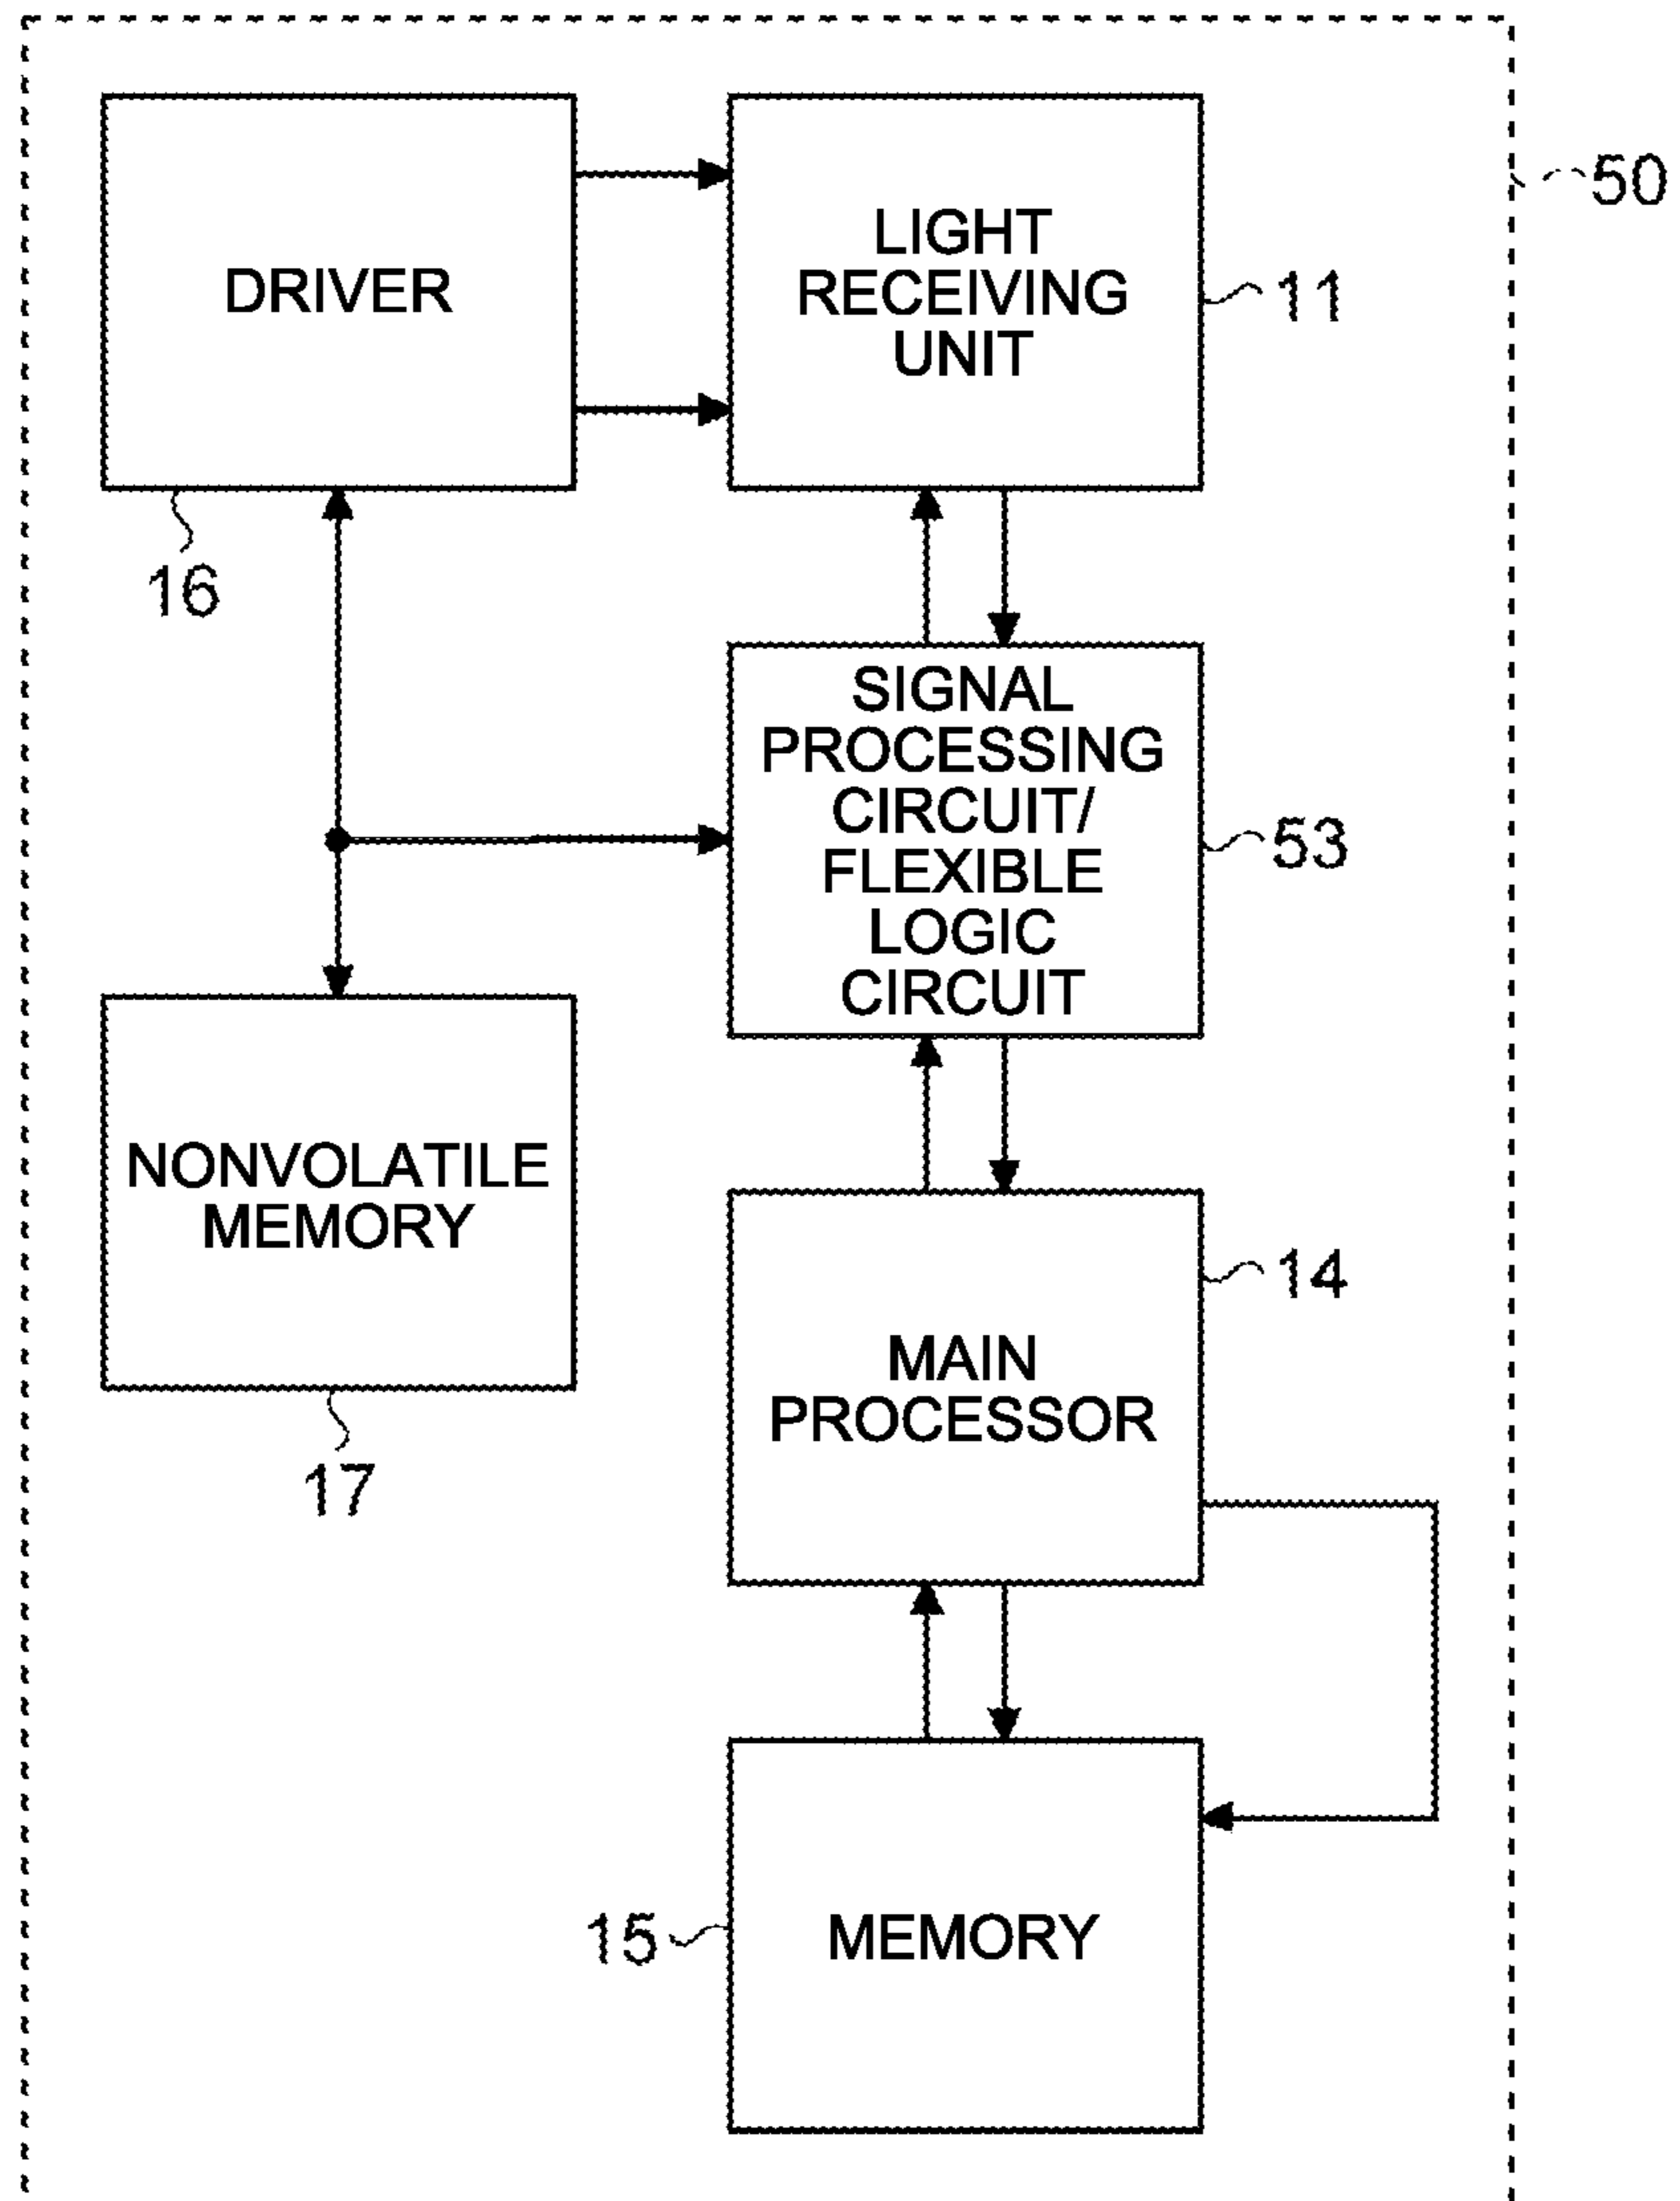 50
DRIVER
16
LIGHT
RECEIVING
UNIT
11
SIGNAL
PROCESSING
CIRCUIT/
FLEXIBLE
LOGIC
CIRCUIT
53
NONVOLATILE
MEMORY
17
MAIN
PROCESSOR
14
MEMORY
15